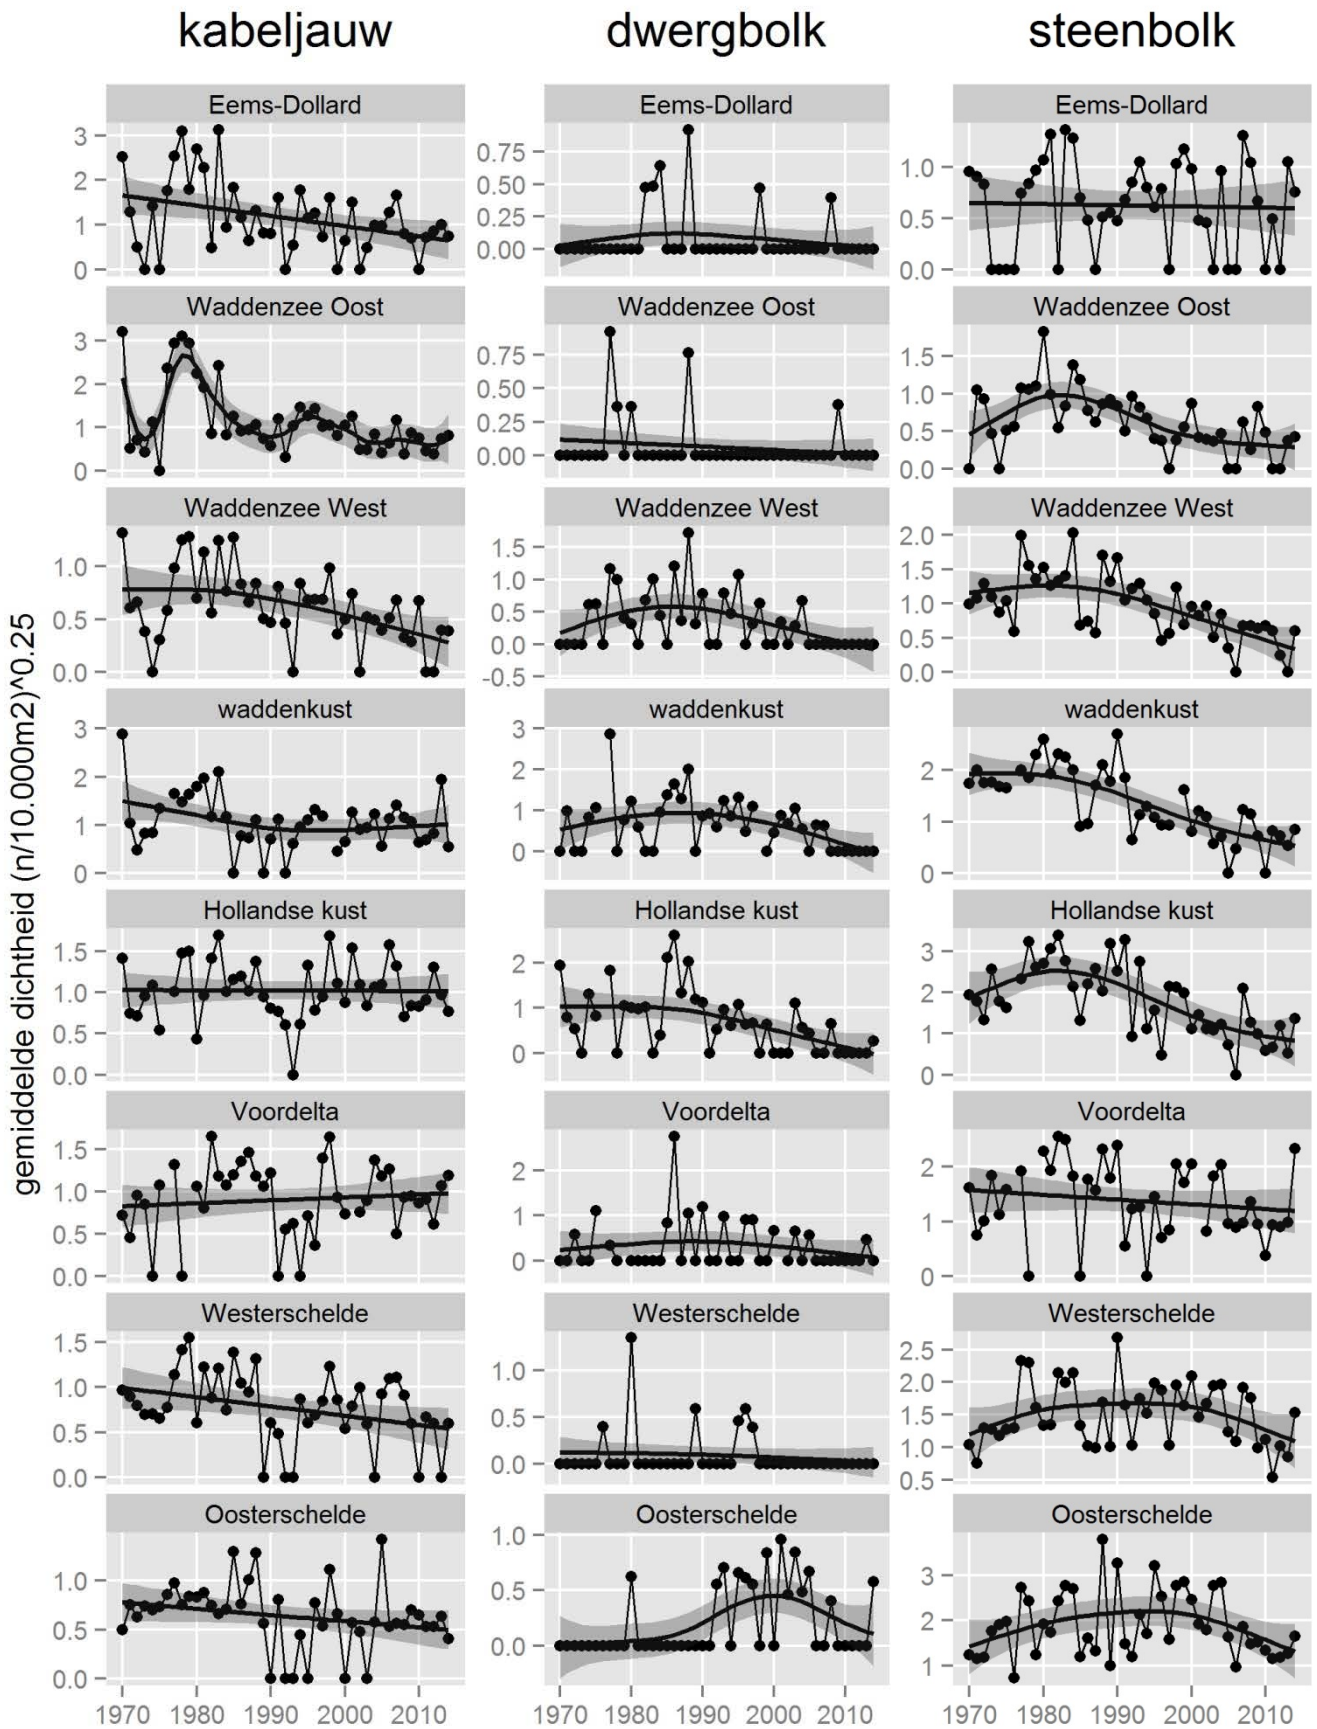 kabeljauw dwergbolk steenbolk
gemiddelde dichtheid (n/10.000m2)^0.25
Eems-Dollard Eems-Dollard Eems-Dollard
3 0.75 1.0
2 0.50 0.5
1 0.25 0.0
0 0.00
Waddenzee Oost Waddenzee Oost Waddenzee Oost
3 0.75 1.5
2 0.50 1.0
1 0.25 0.5
0 0.00 0.0
Waddenzee West Waddenzee West Waddenzee West
1.0 1.5 2.0
0.5 1.0 1.5
0.0 0.5 1.0
0.0 0.5
-0.5 0.0
waddenkust waddenkust waddenkust
3 3 2
2 2 1
1 1 0
0 0
Hollandse kust Hollandse kust Hollandse kust
1.5 2 3
1.0 1 2
0.5 0 1
0.0 0
Voordelta Voordelta Voordelta
1.5 2 2
1.0 1 1
0.5 0 0
0.0
Westerschelde Westerschelde Westerschelde
1.5 1.0 2.5
1.0 0.5 2.0
0.5 0.0 1.5
0.0 1.0
0.5
Oosterschelde Oosterschelde Oosterschelde
1.0 1.0 3
0.5 0.5 2
0.0 0.0 1
1970 1980 1990 2000 2010 1970 1980 1990 2000 2010 1970 1980 1990 2000 2010